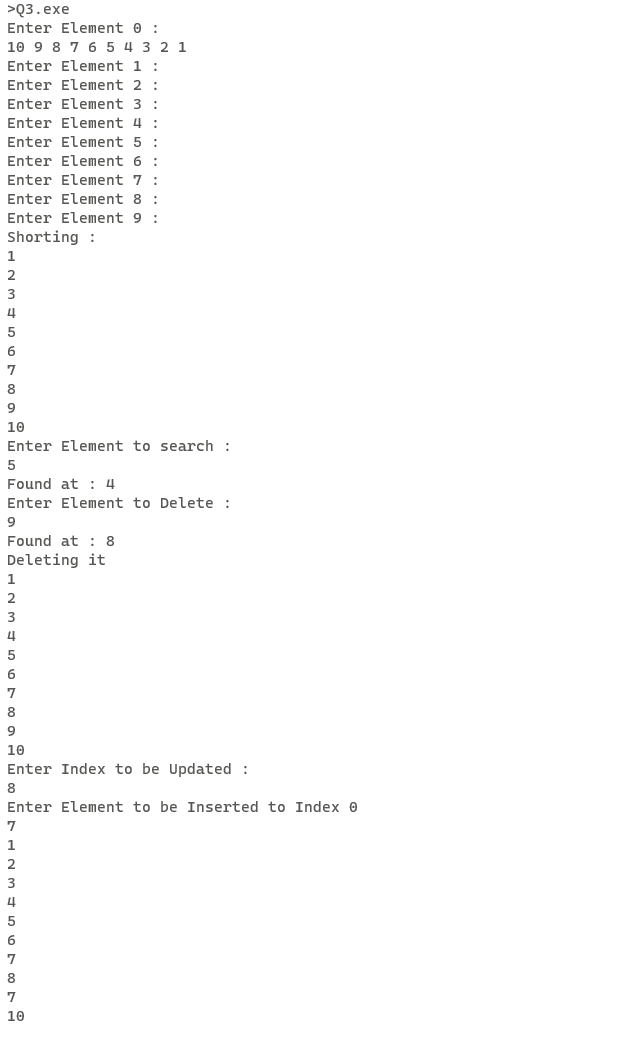 >Q3.exe
Enter Element 0 :
10 9 8 7 6 5 4 3 2 1
Enter Element 1 :
Enter Element 2 :
Enter Element 3 :
Enter Element 4 :
Enter Element 5 :
Enter Element 6 :
Enter Element 7 :
Enter Element 8 :
Enter Element 9 :
Shorting :
1
2
3
4
5
6
7
8
9
10
Enter Element to search :
5
Found at : 4
Enter Element to Delete :
9
Found at : 8
Deleting it
1
2
3
4
5
6
7
8
9
10
Enter Index to be Updated :
8
Enter Element to be Inserted to Index 0
7
1
2
3
4
5
6
7
8
7
10